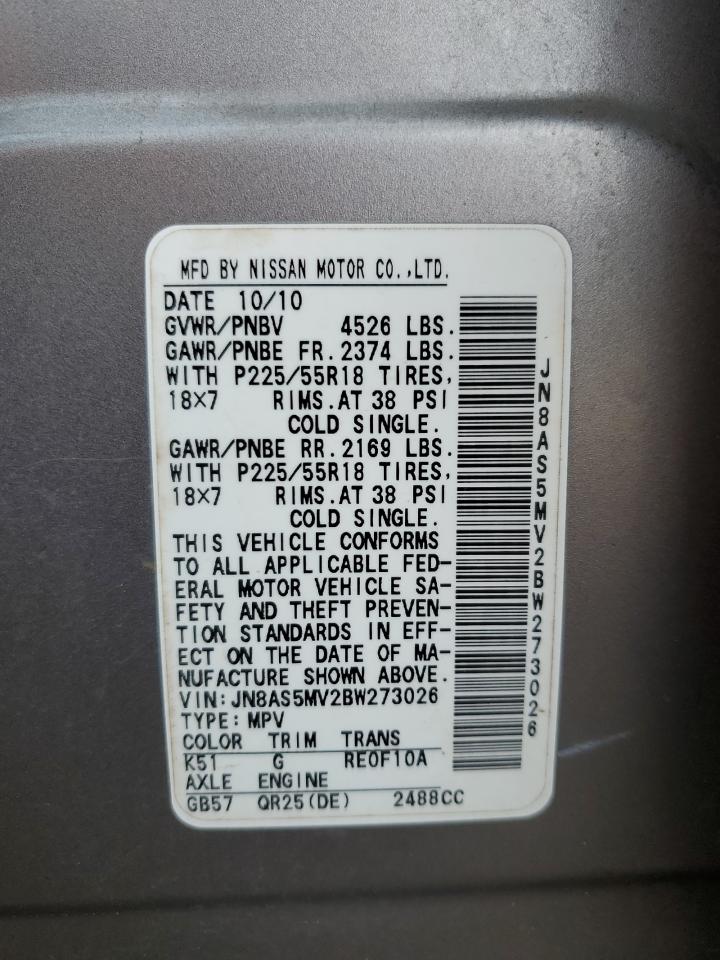 MFD BY NISSAN MOTOR CO.,LTD.
DATE 10/10
GVWR/PNBV 4526 LBS.
GAWR/PNBE FR. 2374 LBS.
WITH P225/55R18 TIRES,
18×7 RIMS. AT 38 PSI
COLD SINGLE.
GAWR/PNBE RR. 2169 LBS.
WITH P225/55R18 TIRES,
18×7 RIMS. AT 38 PSI
COLD SINGLE.
THIS VEHICLE CONFORMS
TO ALL APPLICABLE FED-
ERAL MOTOR VEHICLE SA-
FETY AND THEFT PREVEN-
TION STANDARDS IN EFF-
ECT ON THE DATE OF MA-
NUFACTURE SHOWN ABOVE.
VIN: JN8AS5MV2BW273026
TYPE: MPV
COLOR TRIM TRANS
K51 G RE0F10A
AXLE ENGINE
GB57 QR25(DE) 2488CC
JN8AS5MV2BW273026